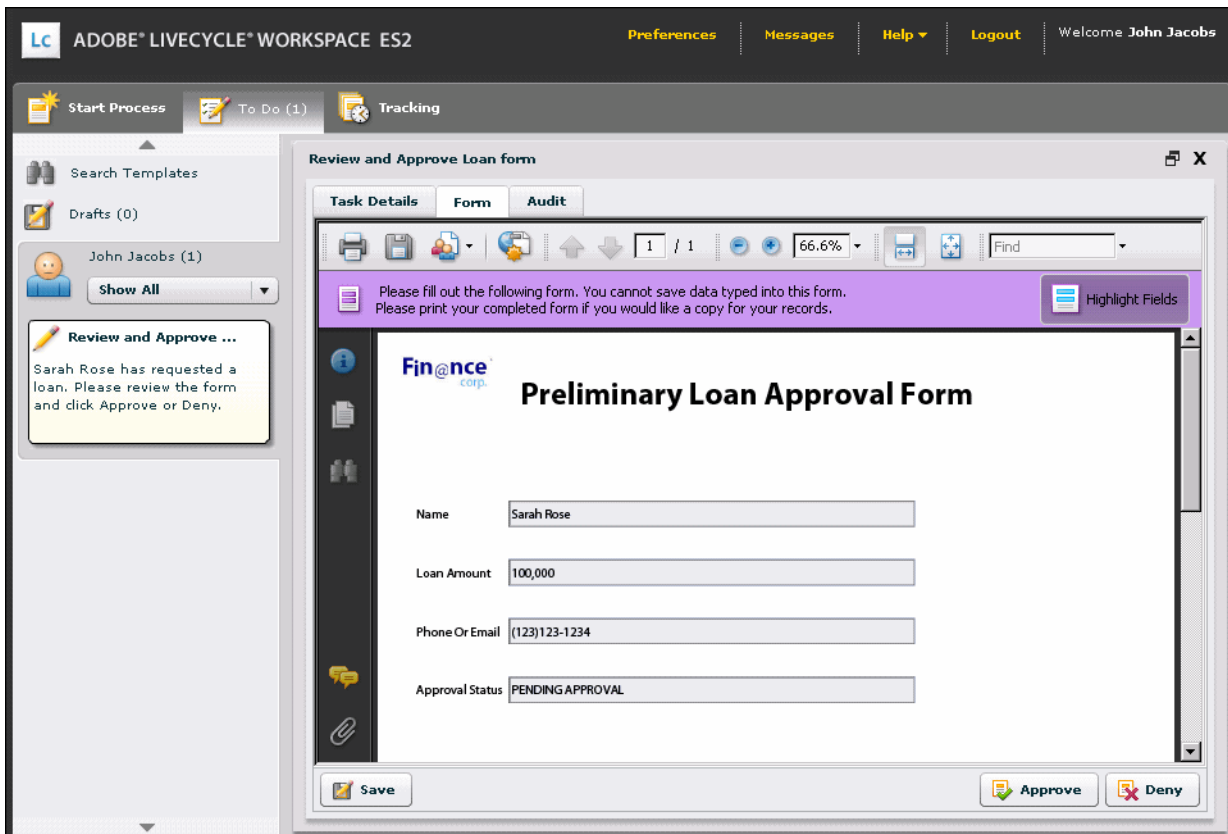 Lc ADOBE® LIVECYCLE® WORKSPACE ES2
Preferences Messages Help Logout Welcome John Jacobs
Start Process To Do (1) Tracking
Search Templates
Drafts (0)
John Jacobs (1)
Show All
Review and Approve ...
Sarah Rose has requested a
loan. Please review the form
and click Approve or Deny.
Review and Approve Loan form X
Task Details Form Audit
1 / 1 66.6% Find
Please fill out the following form. You cannot save data typed into this form.
Please print your completed form if you would like a copy for your records.
Highlight Fields
Fin@nce
corp.
Preliminary Loan Approval Form
Name Sarah Rose
Loan Amount 100,000
Phone Or Email (123)123-1234
Approval Status PENDING APPROVAL
Save Approve Deny